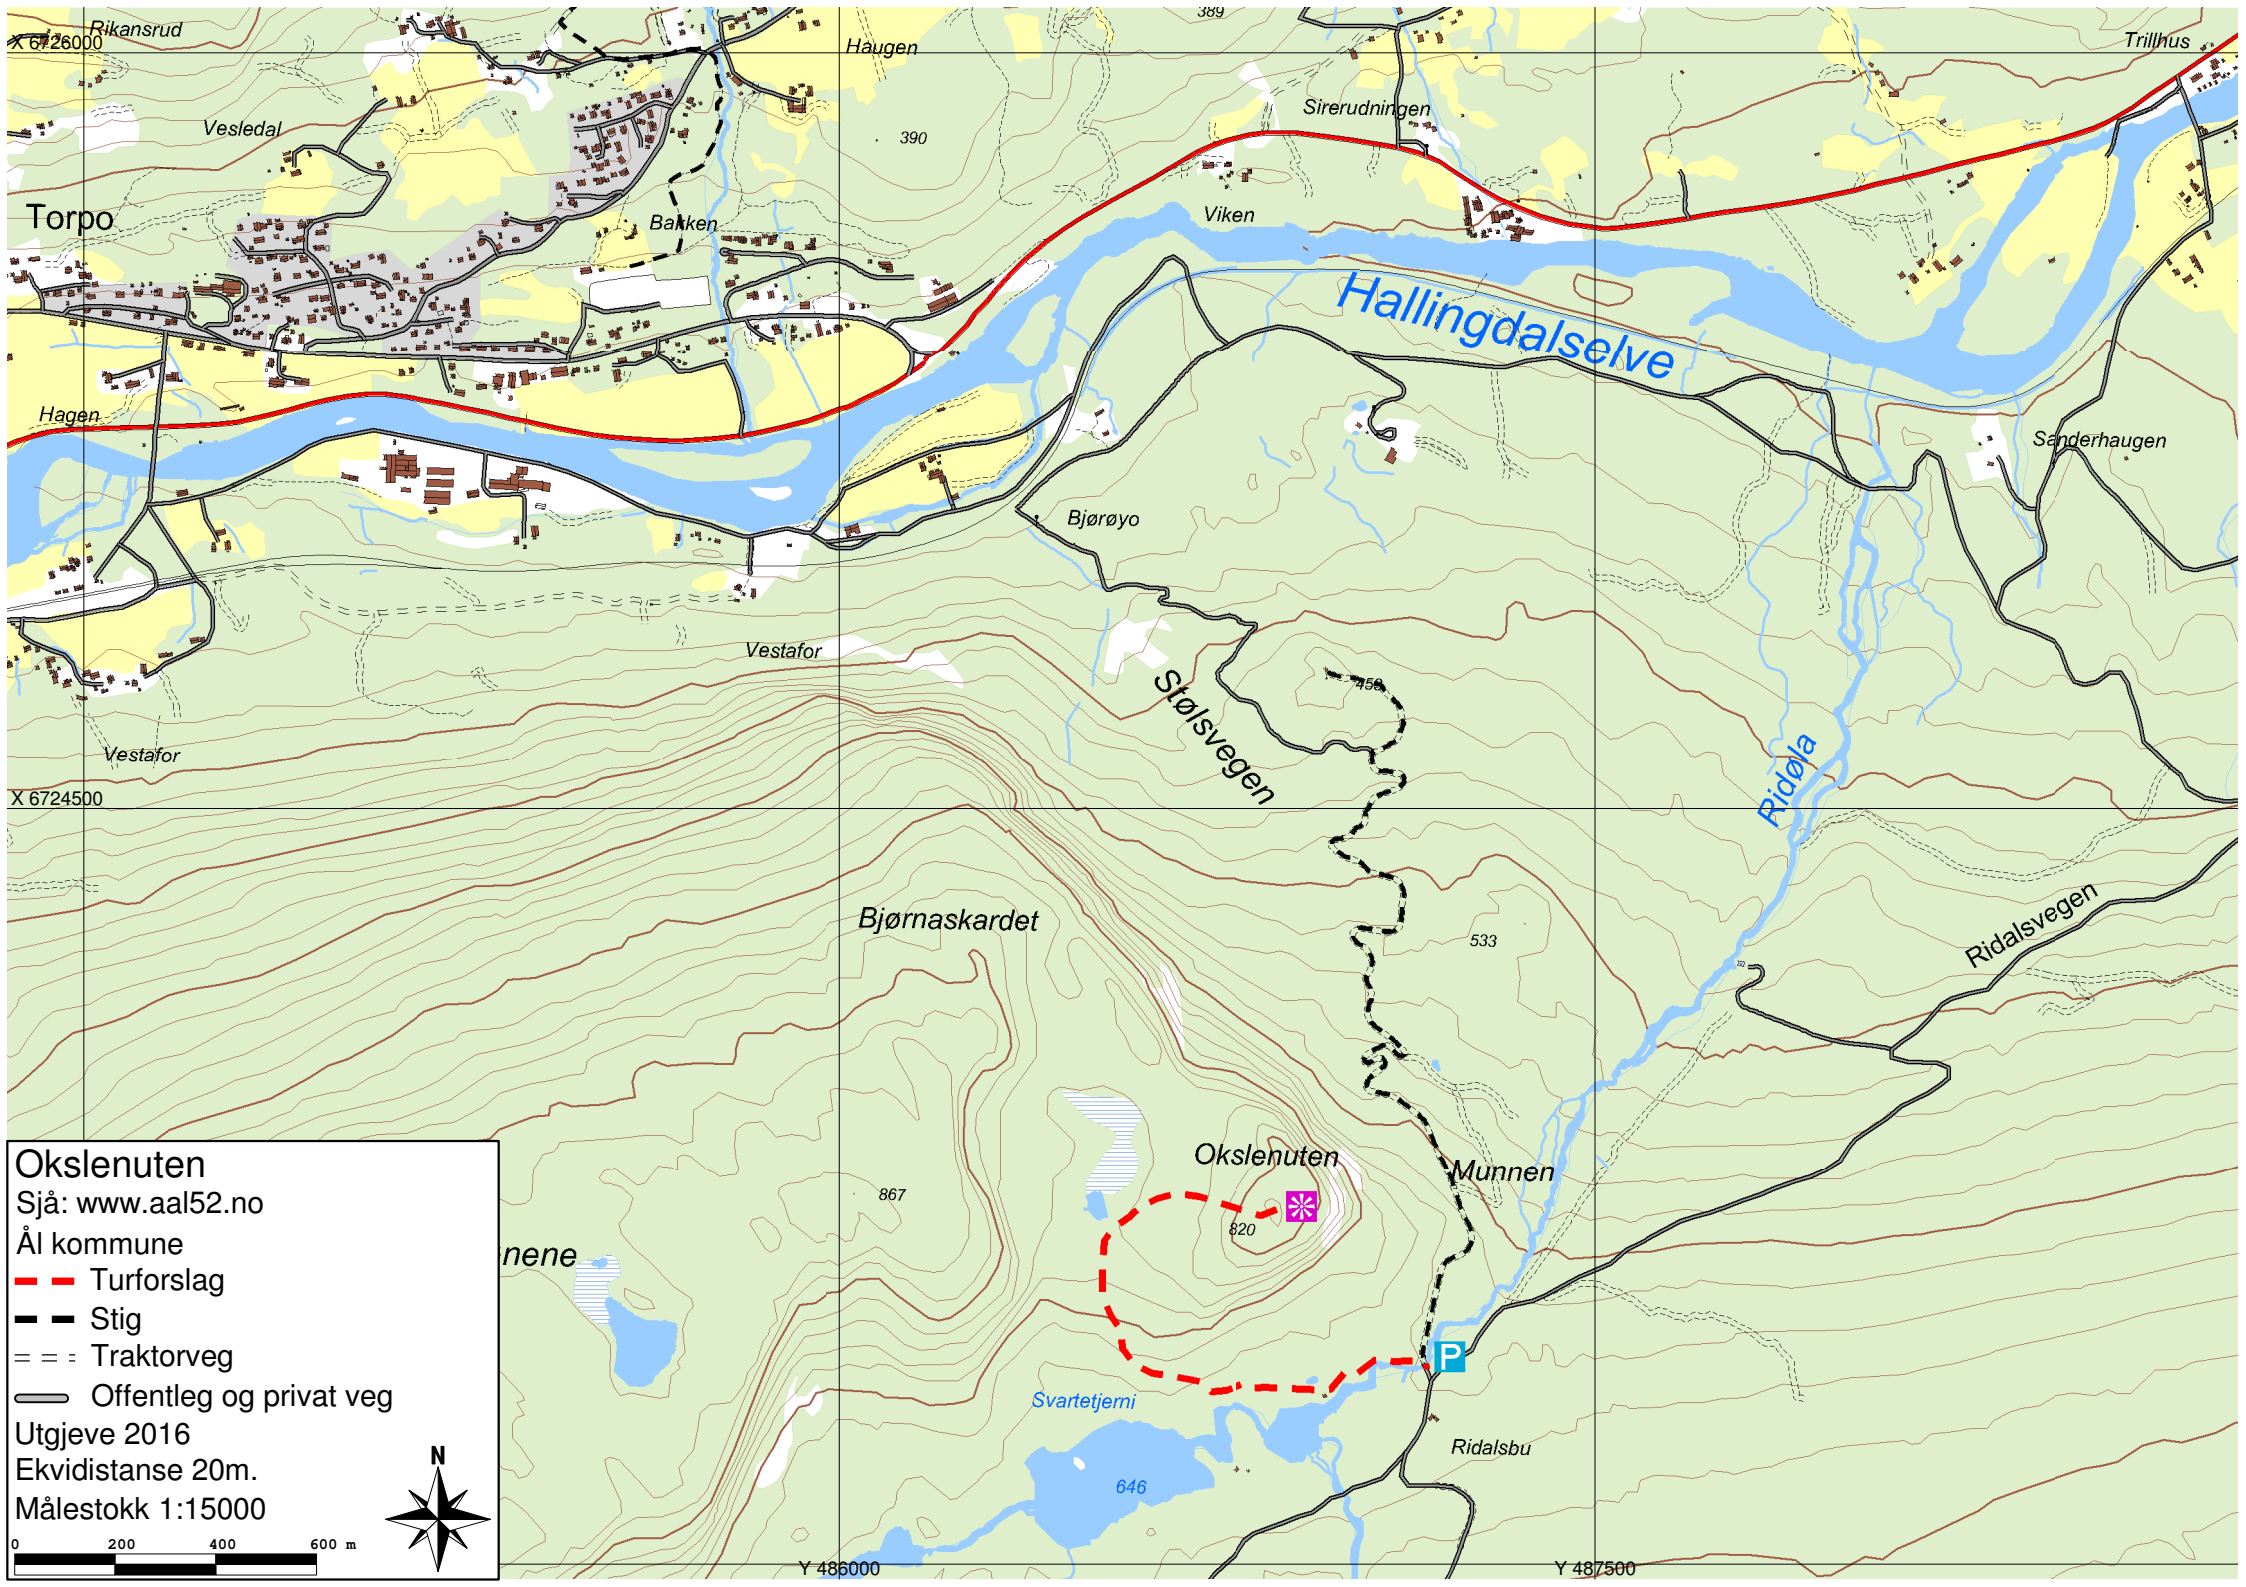 389
Rikansrud
X 6726000
Haugen
Trillhus
Sirerudningen
Vesledal
390
Torpo
Bakken
Viken
Hallingdalselve
Hagen
Sanderhaugen
Bjørøyo
Vestafor
Stølsvegen
458
Vestafor
Ridøla
X 6724500
Bjørnaskardet
533
Ridalsvegen
Okslenuten
Munnen
867
820
nene
P
Svartetjerni
646
Ridalsbu
Okslenuten
Sjå: www.aal52.no
Ål kommune
Turforslag
Stig
Traktorveg
Offentleg og privat veg
Utgjeve 2016
Ekvidistanse 20m.
N
Målestokk 1:15000
0 200 400 600 m
Y 486000
Y 487500